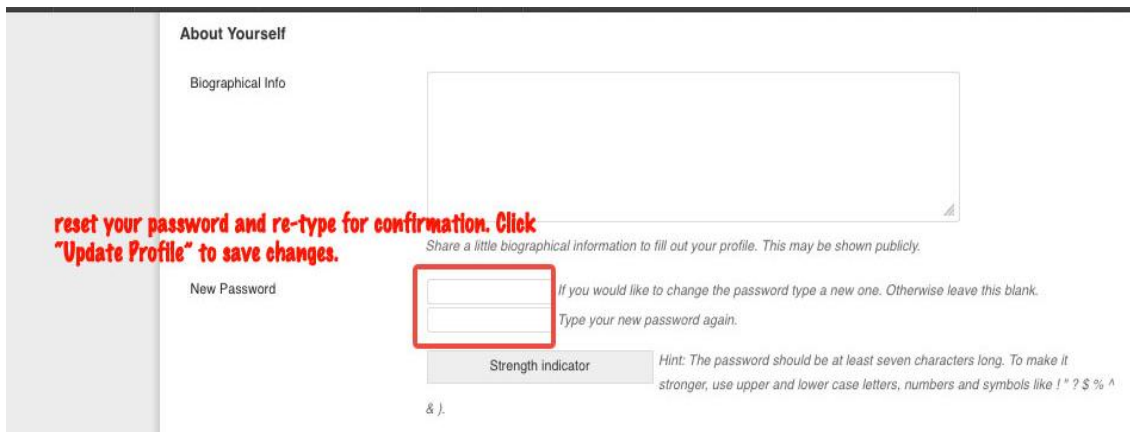 About Yourself
Biographical Info
reset your password and re-type for confirmation. Click
"Update Profile" to save changes.
Share a little biographical information to fill out your profile. This may be shown publicly.
New Password
If you would like to change the password type a new one. Otherwise leave this blank.
Type your new password again.
Strength indicator
Hint: The password should be at least seven characters long. To make it
stronger, use upper and lower case letters, numbers and symbols like ! " ? $ % ^
& ).